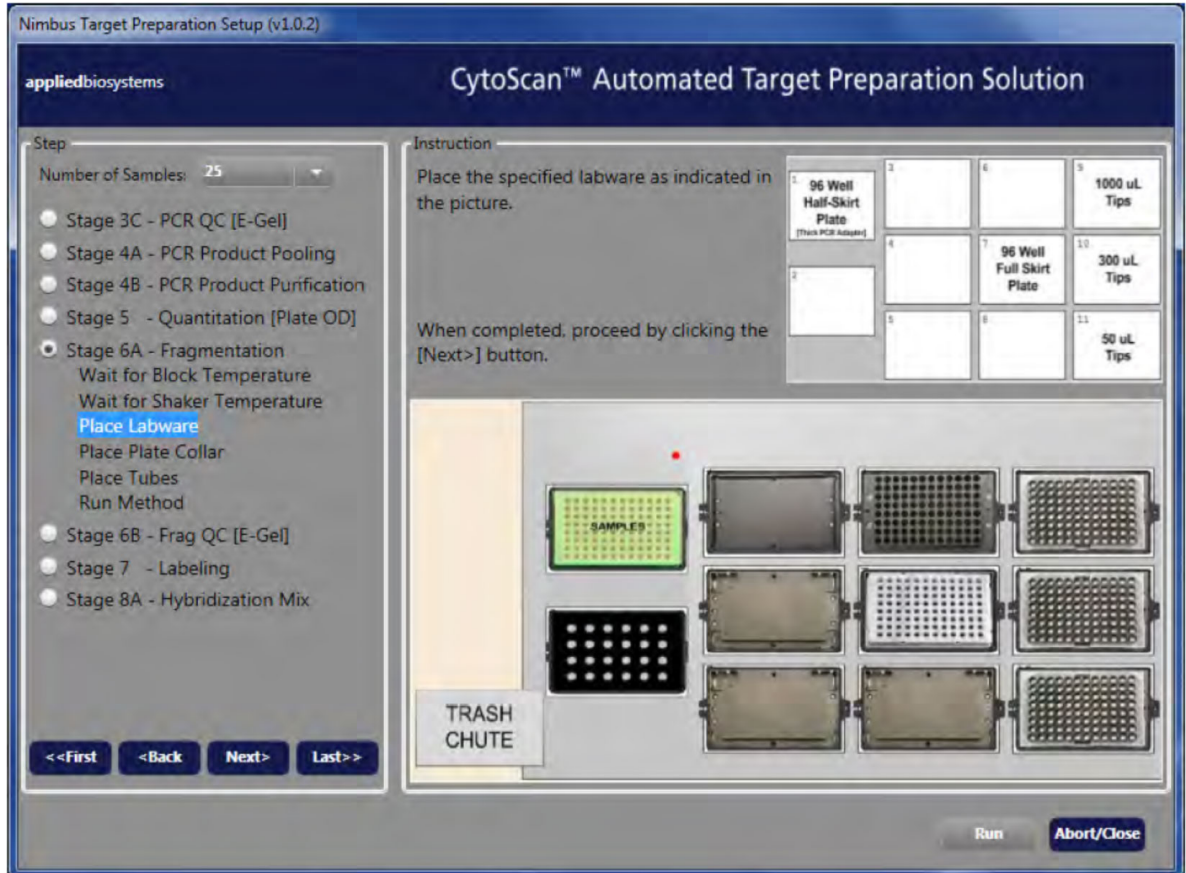 Nimbus Target Preparation Setup (v1.0.2)
appliedbiosystems
CytoScan™ Automated Target Preparation Solution
Step
Number of Samples: 25
Stage 3C - PCR QC [E-Gel]
Stage 4A - PCR Product Pooling
Stage 4B - PCR Product Purification
Stage 5 - Quantitation [Plate OD]
Stage 6A - Fragmentation
Wait for Block Temperature
Wait for Shaker Temperature
Place Labware
Place Plate Collar
Place Tubes
Run Method
Stage 6B - Frag QC [E-Gel]
Stage 7 - Labeling
Stage 8A - Hybridization Mix
<<First
<Back
Next>
Last>>
Instruction
Place the specified labware as indicated in
the picture.
When completed. proceed by clicking the
[Next>] button.
1
96 Well
Half-Skirt
Plate
[Thick PCR Adapter]
2
3
4
5
6
7
96 Well
Full Skirt
Plate
8
9
1000 uL
Tips
10
300 uL
Tips
11
50 uL
Tips
SAMPLES
TRASH
CHUTE
Run
Abort/Close